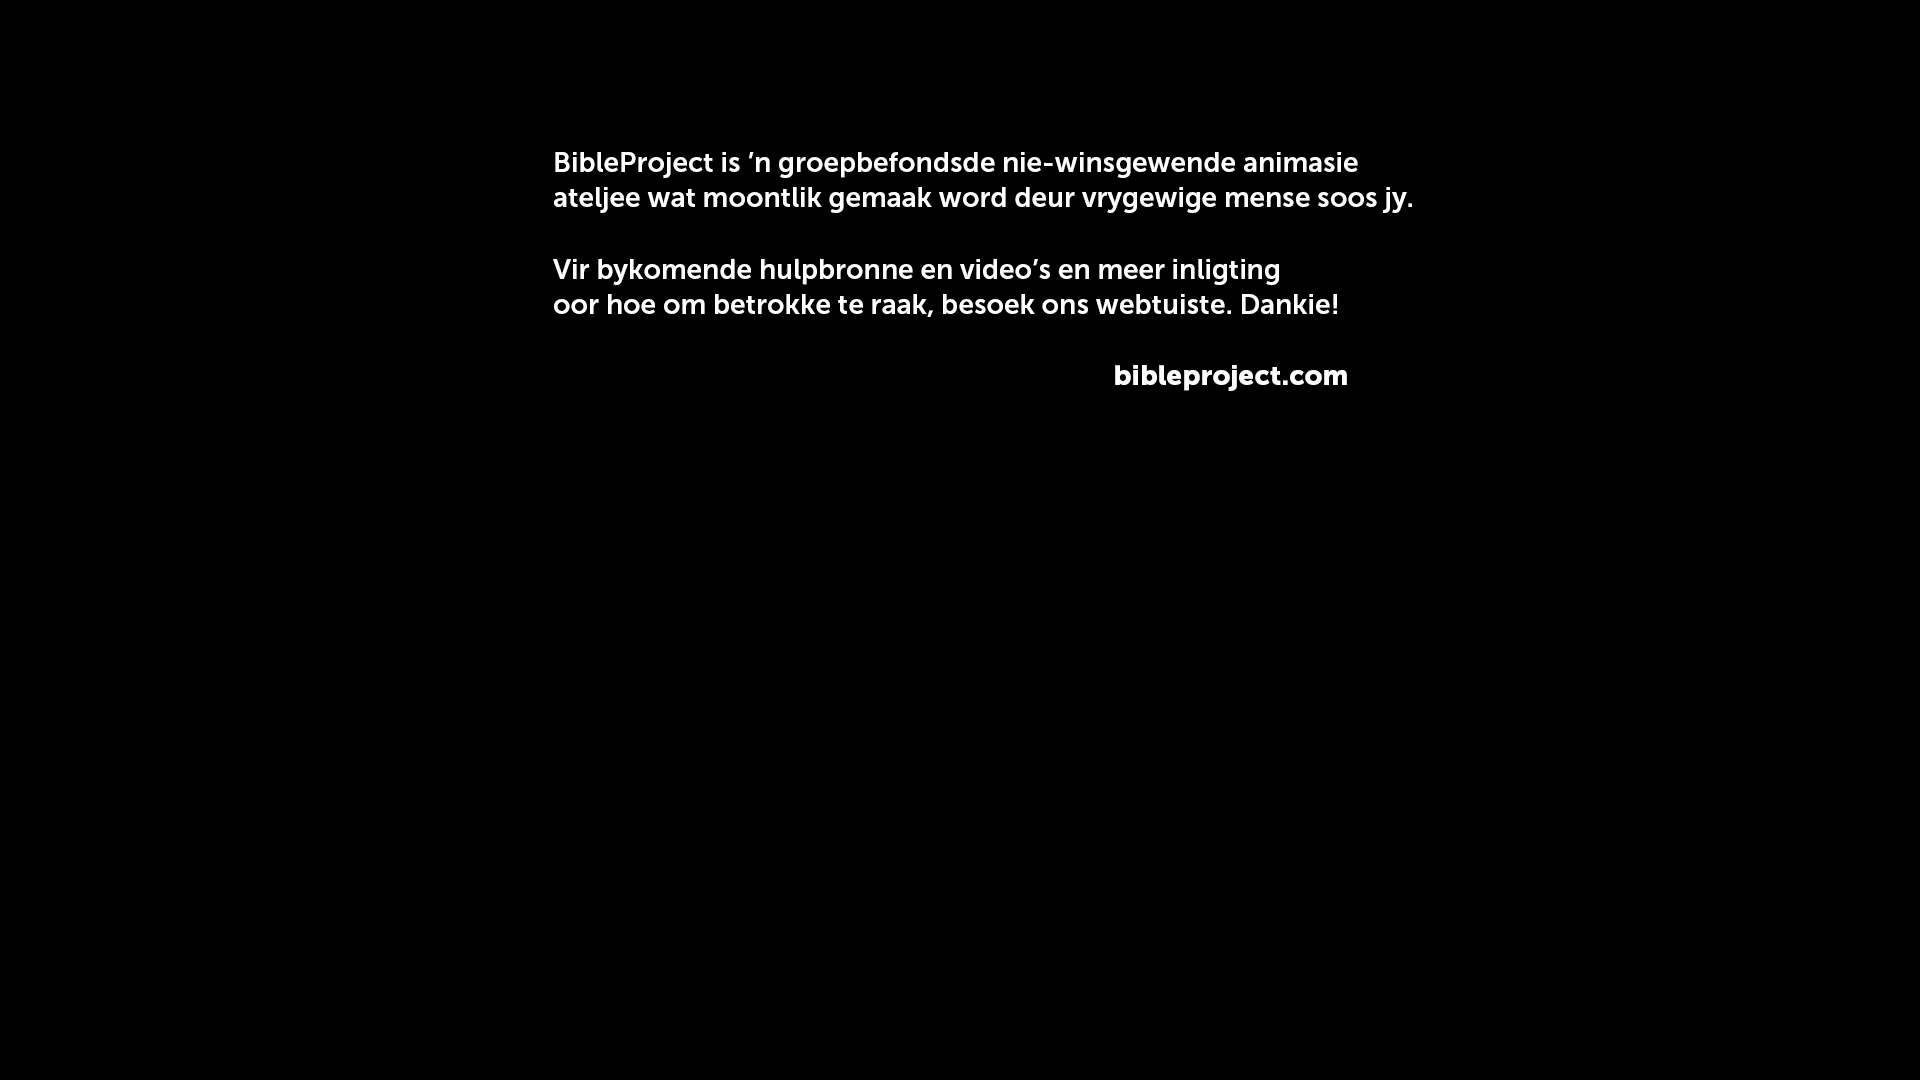 BibleProject is ’n groepbefondsde nie-winsgewende animasie
ateljee wat moontlik gemaak word deur vrygewige mense soos jy.
Vir bykomende hulpbronne en video’s en meer inligting
oor hoe om betrokke te raak, besoek ons webtuiste. Dankie!
bibleproject.com